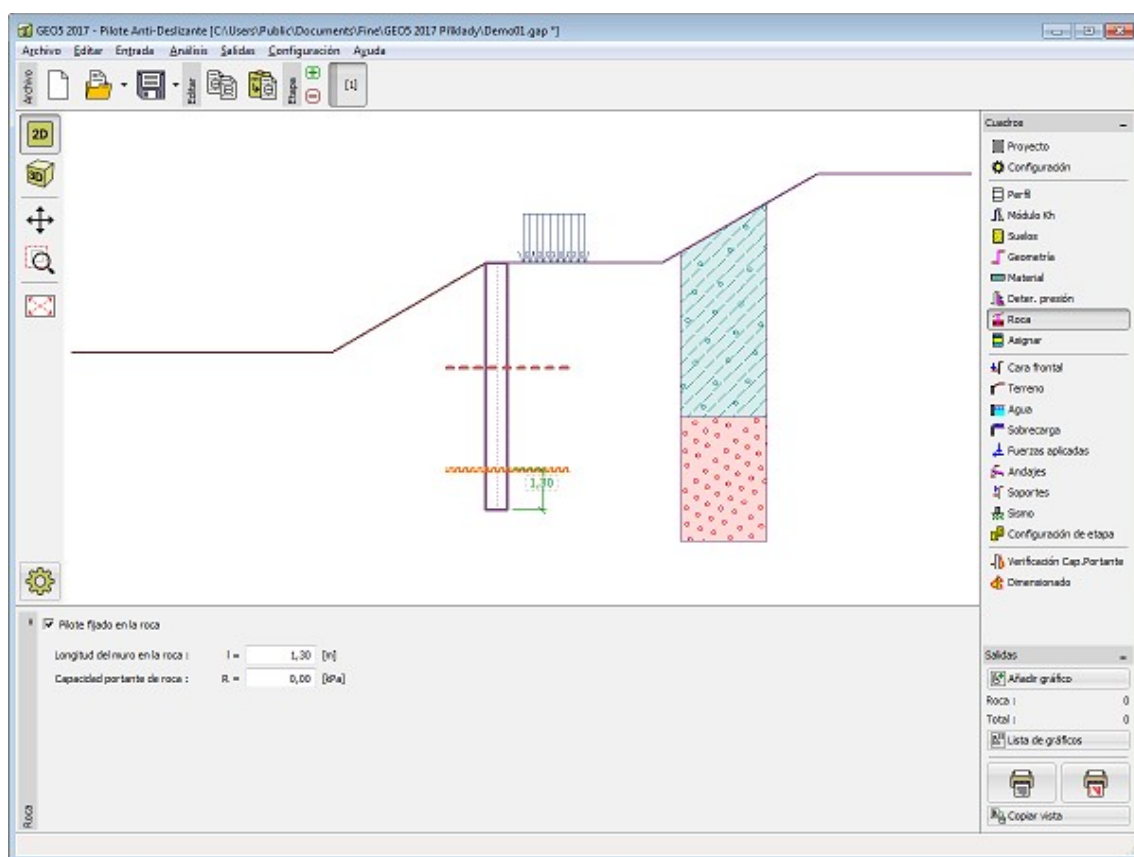 GEO5 2017 - Pilote Anti-Deslizante [C:\Users\Public\Documents\Fine\GEO5 2017 Příklady\Demo01.gap *]
Archivo Editar Entrada Análisis Salidas Configuración Ayuda
Archivo
Editar
Etapa
[1]
2D
3D
1,30
Cuadros
Proyecto
Configuración
Perfil
Módulo Kh
Suelos
Geometría
Material
Deter. presión
Roca
Asignar
Cara frontal
Terreno
Agua
Sobrecarga
Fuerzas aplicadas
Anclajes
Soportes
Sismo
Configuración de etapa
Verificación Cap.Portante
Dimensionado
Pilote fijado en la roca
Longitud del muro en la roca : l = 1,30 [m]
Capacidad portante de roca : R = 0,00 [kPa]
Roca
Salidas
Añadir gráfico
Roca : 0
Total : 0
Lista de gráficos
Copiar vista